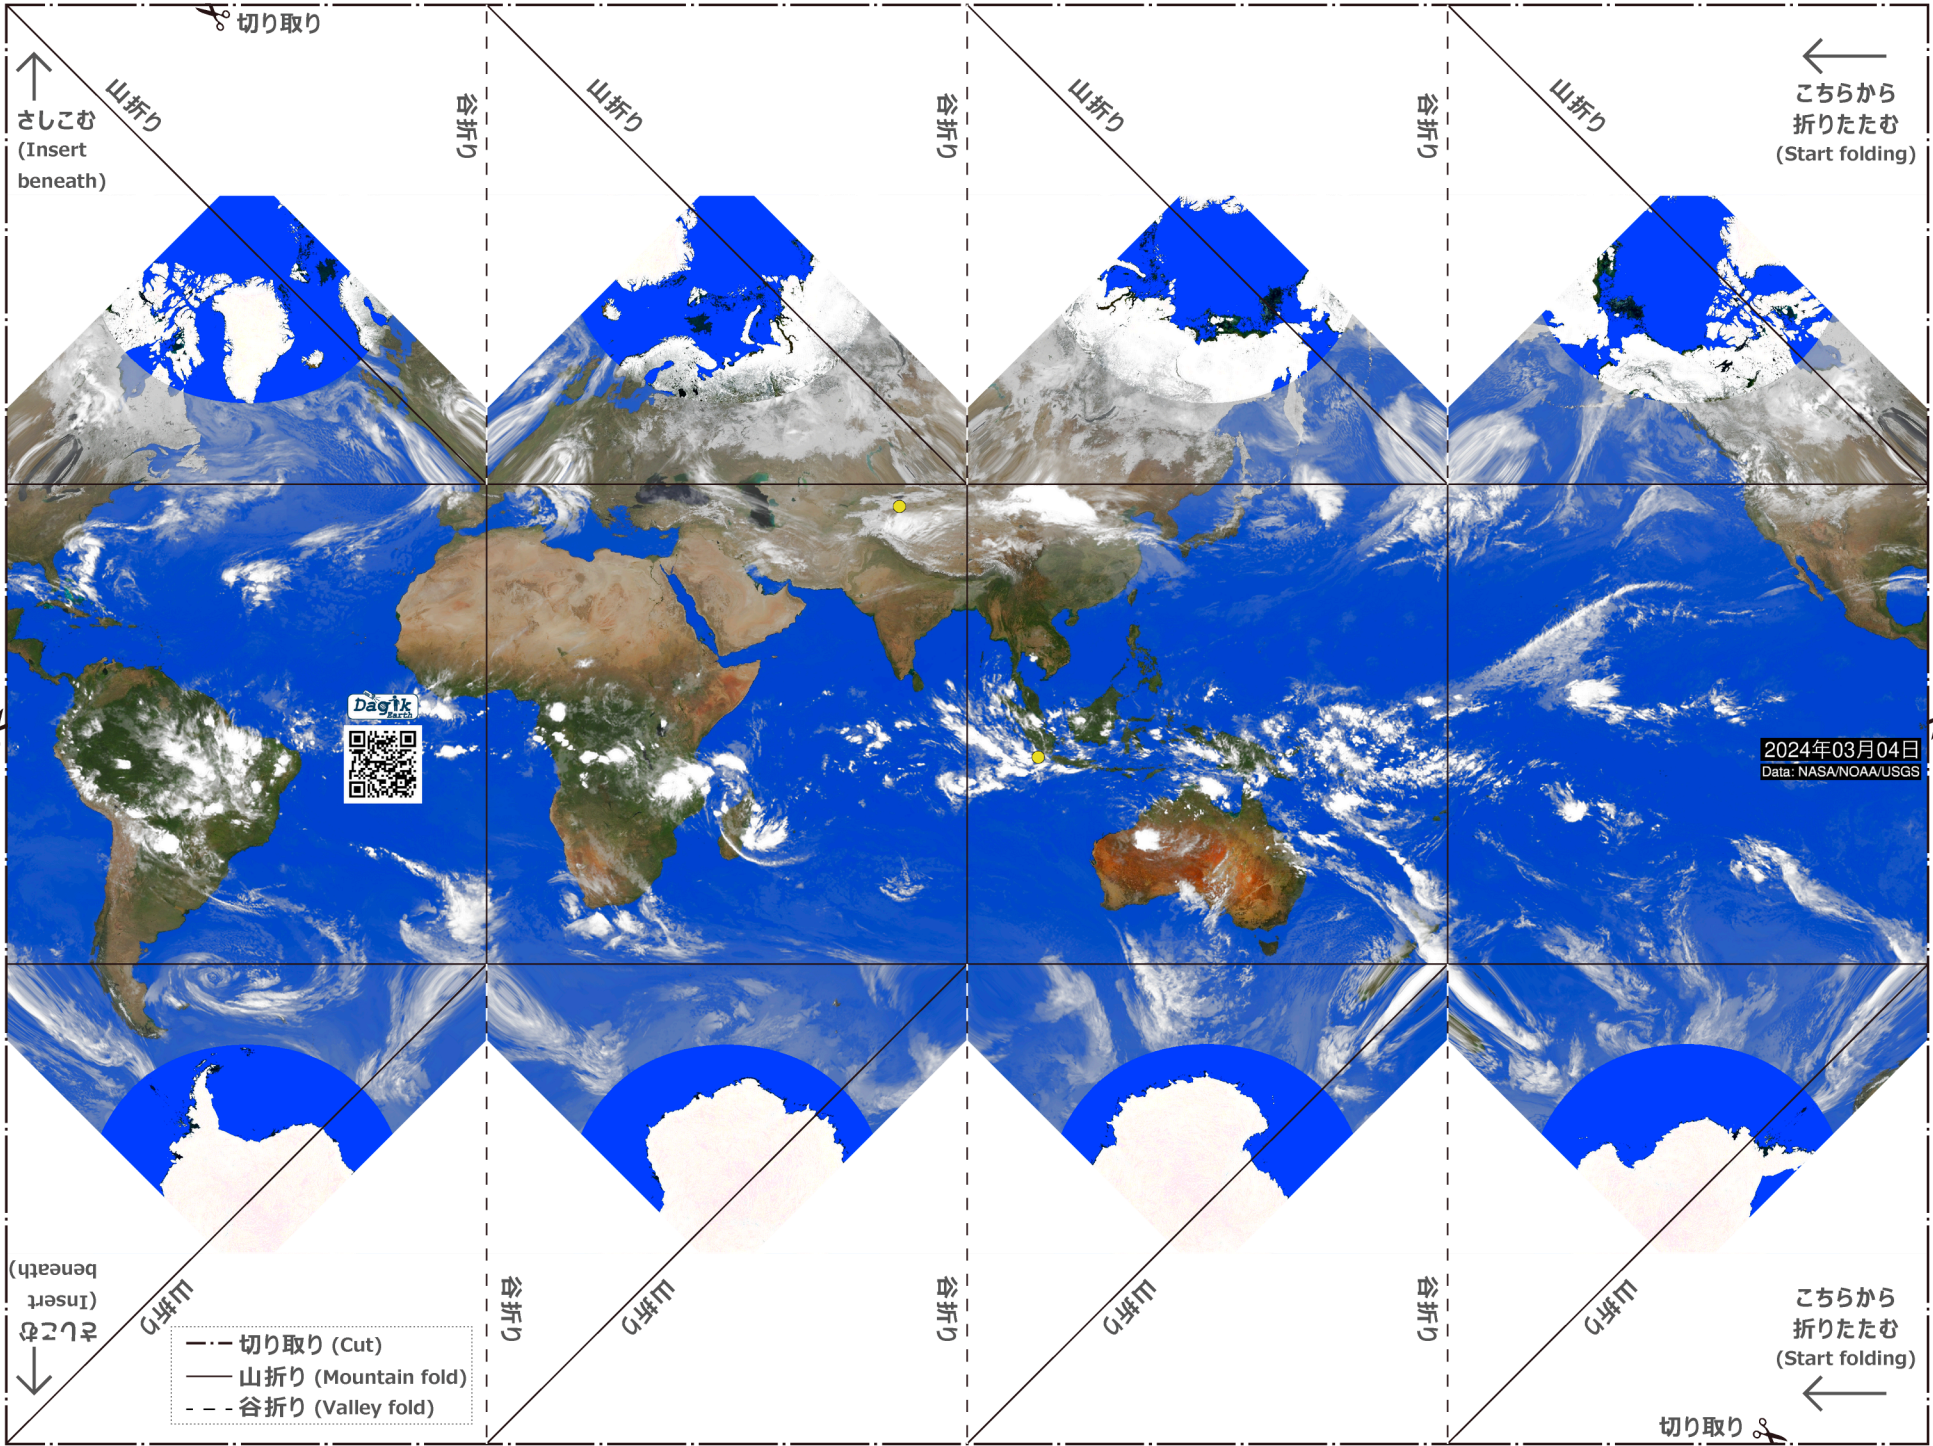 切り取り
山折り
谷折り
山折り
谷折り
山折り
谷折り
山折り
さしこむ
(Insert
beneath)
こちらから
折りたたむ
(Start folding)
Dagik
Earth
2024年03月04日
Data: NASA/NOAA/USGS
さしこむ
(Insert
beneath)
山折り
谷折り
山折り
谷折り
山折り
谷折り
山折り
切り取り (Cut)
山折り (Mountain fold)
谷折り (Valley fold)
こちらから
折りたたむ
(Start folding)
切り取り